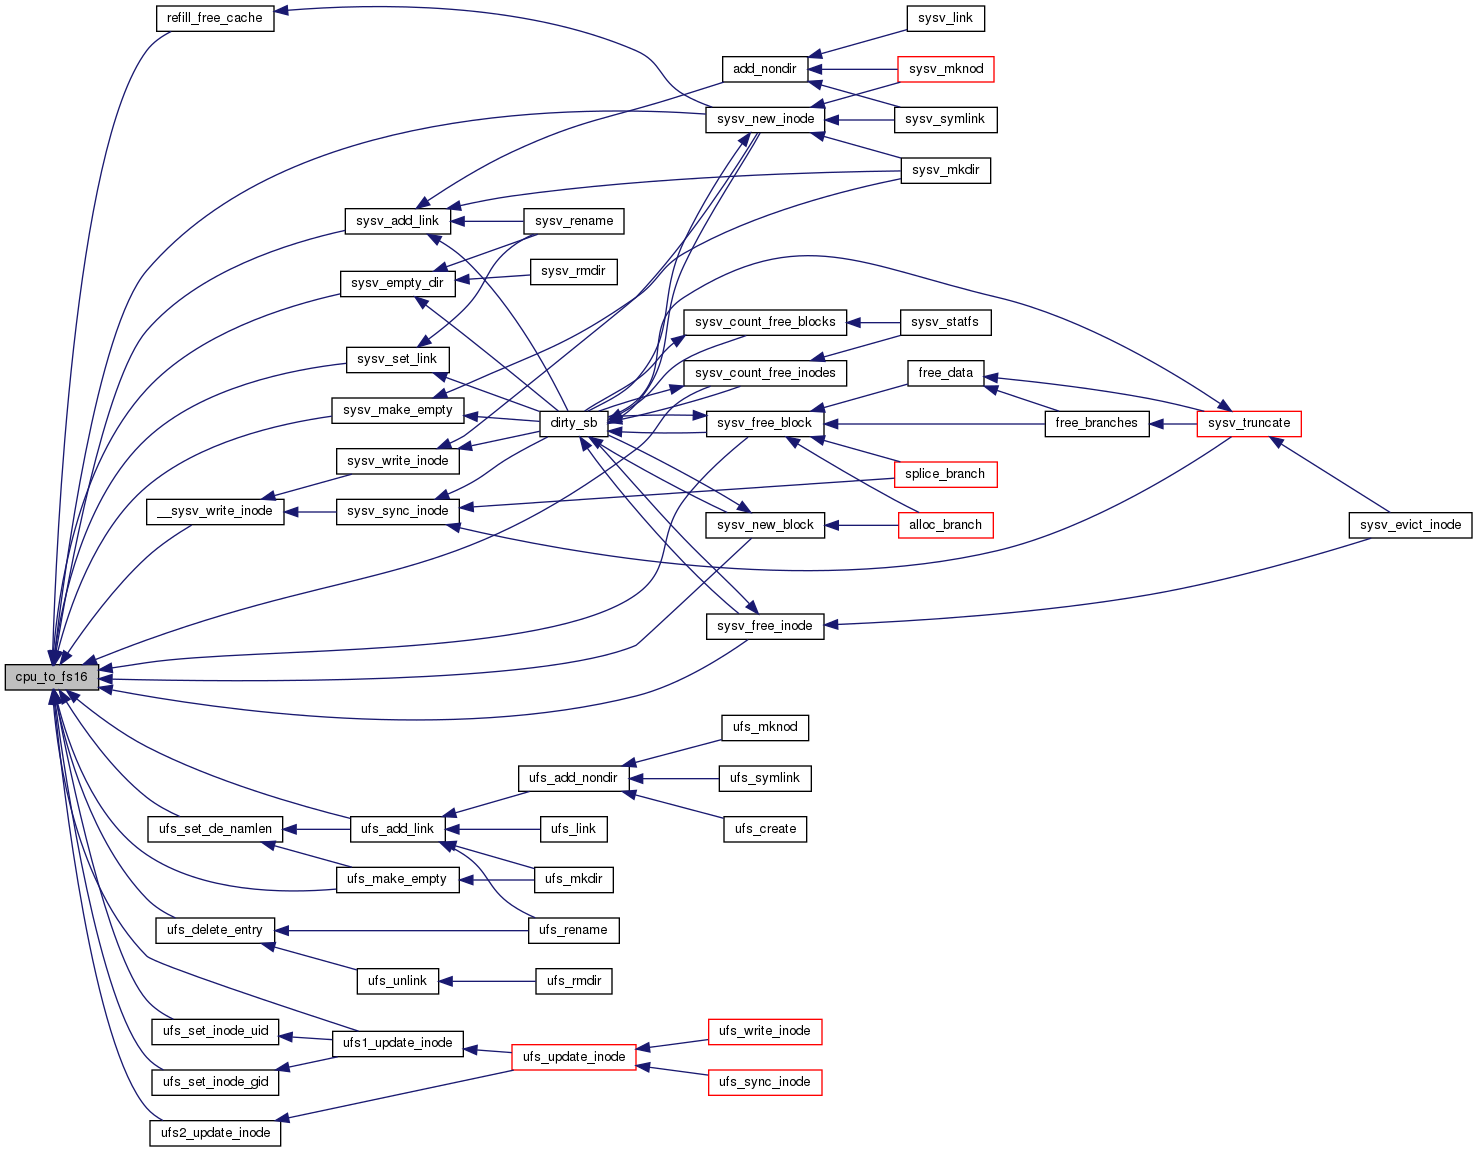 refill_free_cache
sysv_link
add_nondir
sysv_mknod
sysv_new_inode
sysv_symlink
sysv_mkdir
sysv_add_link
sysv_rename
sysv_empty_dir
sysv_rmdir
sysv_count_free_blocks
sysv_statfs
sysv_set_link
sysv_count_free_inodes
free_data
sysv_make_empty
dirty_sb
sysv_free_block
free_branches
sysv_truncate
sysv_write_inode
splice_branch
__sysv_write_inode
sysv_sync_inode
sysv_new_block
alloc_branch
sysv_evict_inode
sysv_free_inode
cpu_to_fs16
ufs_mknod
ufs_add_nondir
ufs_symlink
ufs_set_de_namlen
ufs_add_link
ufs_link
ufs_create
ufs_make_empty
ufs_mkdir
ufs_delete_entry
ufs_rename
ufs_unlink
ufs_rmdir
ufs_set_inode_uid
ufs1_update_inode
ufs_write_inode
ufs_update_inode
ufs_set_inode_gid
ufs_sync_inode
ufs2_update_inode